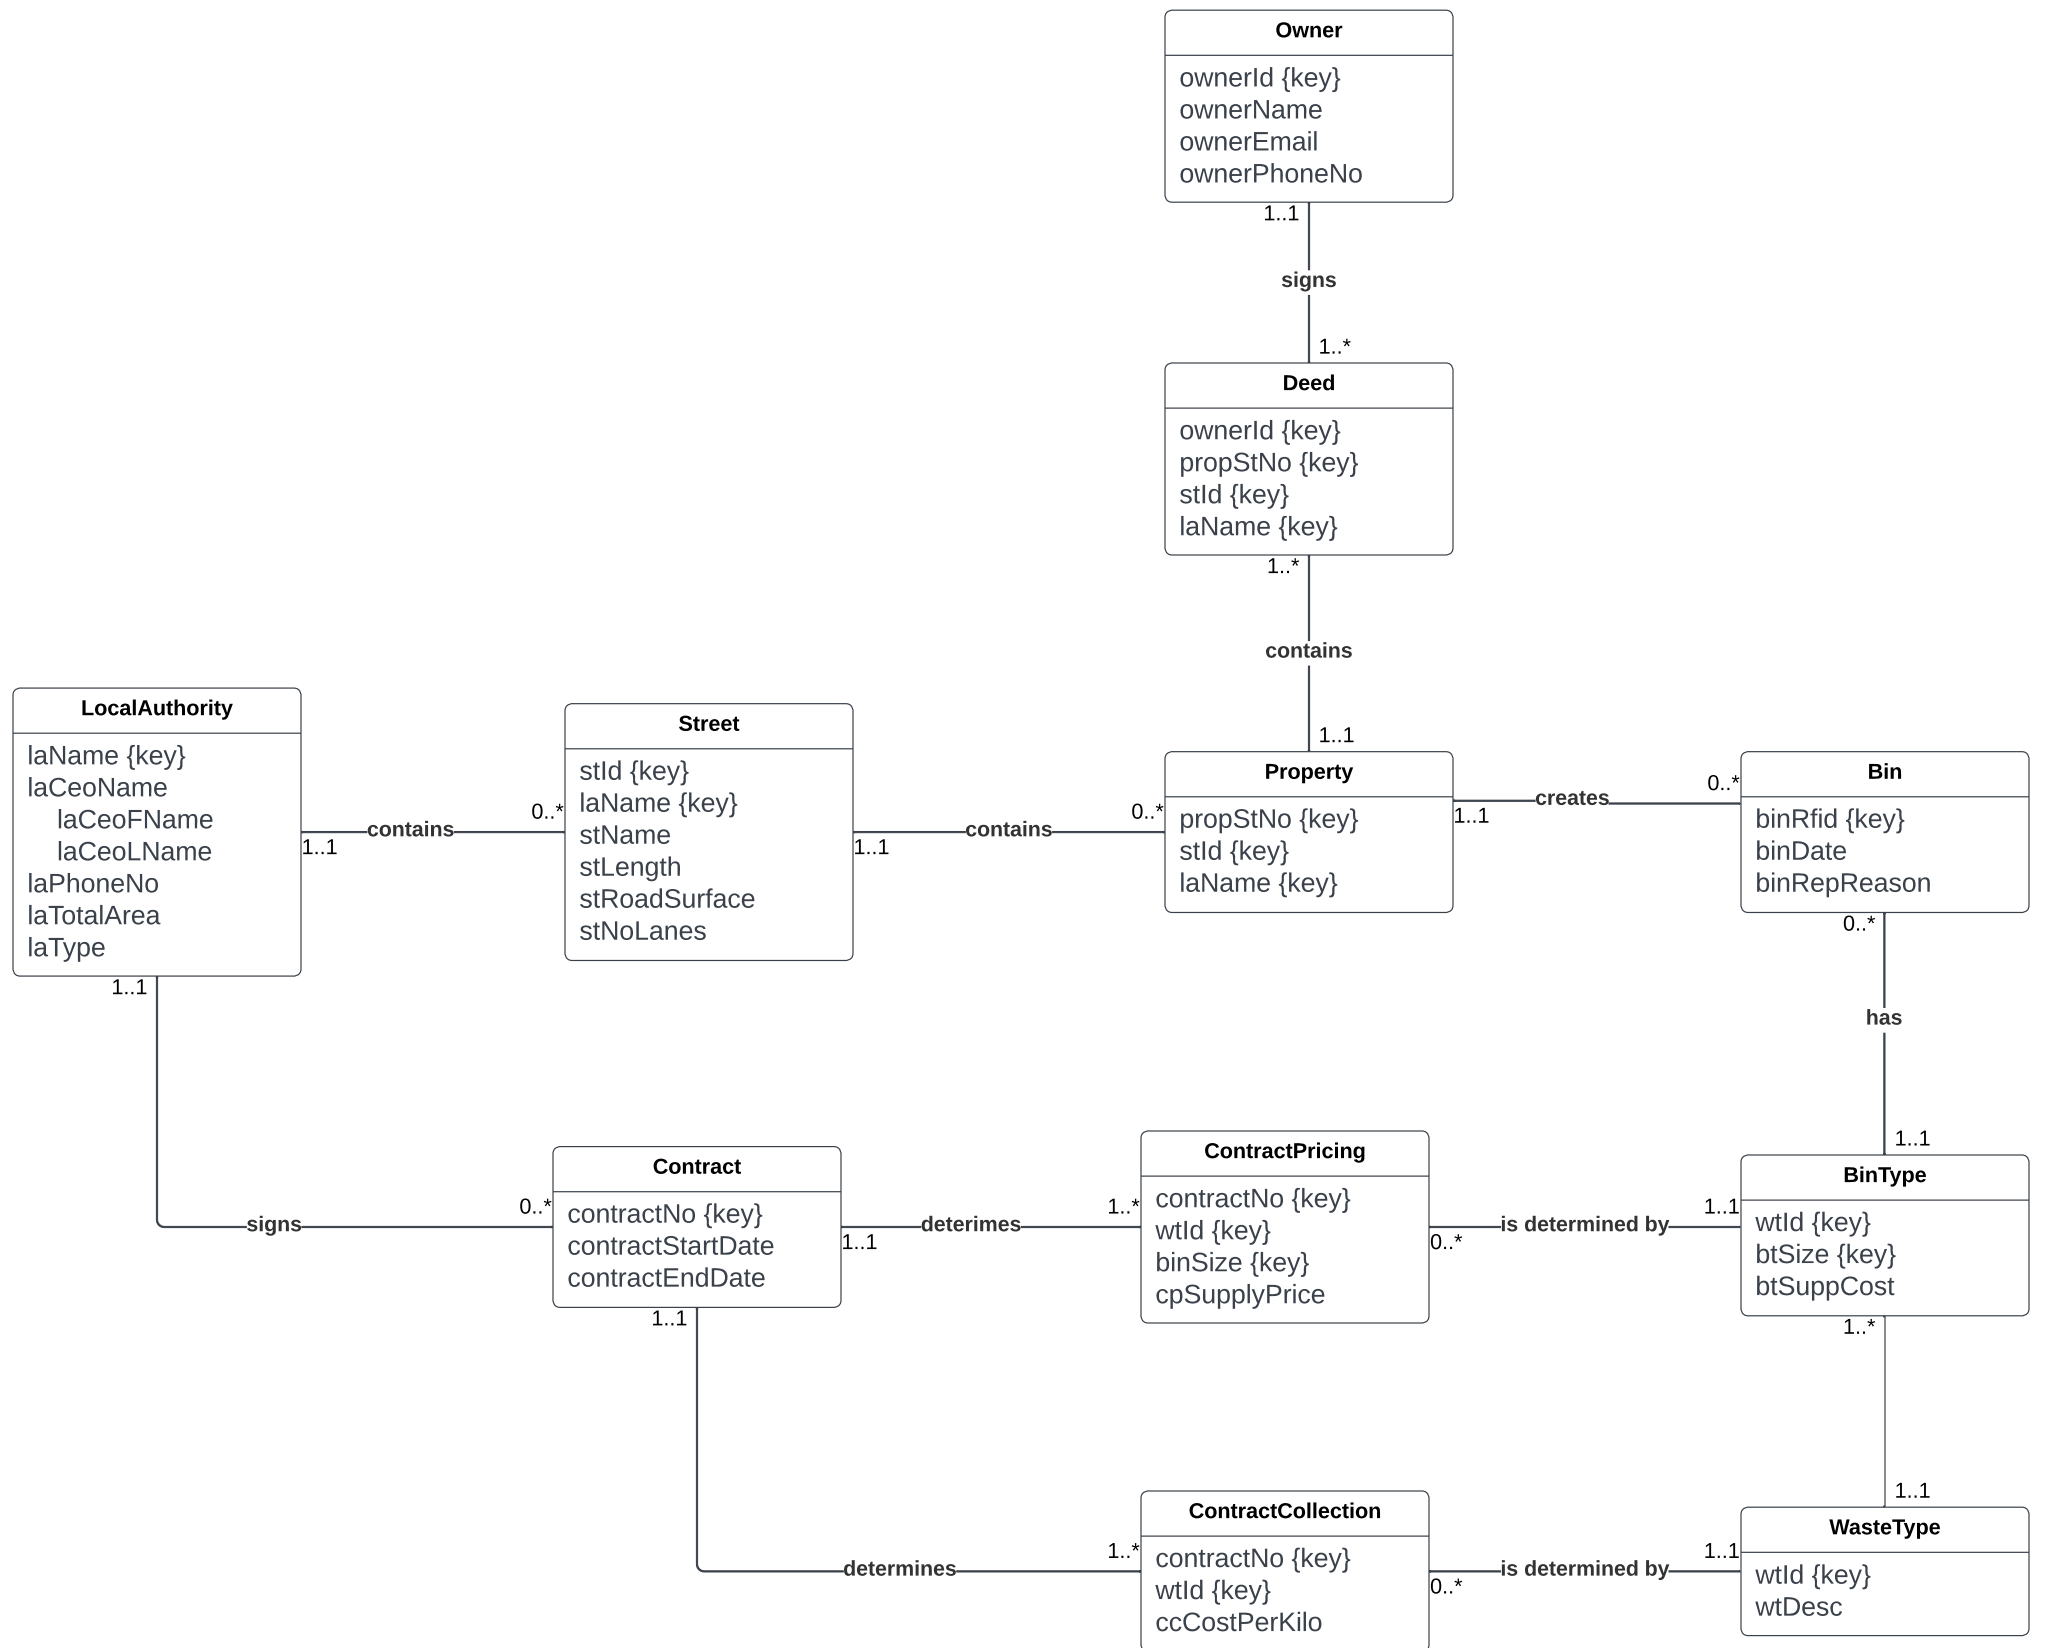 Owner
ownerId {key}
ownerName
ownerEmail
ownerPhoneNo
1..1
signs
1..*
Deed
ownerId {key}
propStNo {key}
stId {key}
laName {key}
1..*
contains
1..1
LocalAuthority
laName {key}
laCeoName
laCeoFName
laCeoLName
laPhoneNo
laTotalArea
laType
1..1
contains
0..*
Street
stId {key}
laName {key}
stName
stLength
stRoadSurface
stNoLanes
1..1
contains
0..*
Property
propStNo {key}
stId {key}
laName {key}
1..1
creates
0..*
Bin
binRfid {key}
binDate
binRepReason
0..*
has
1..1
1..1
signs
0..*
Contract
contractNo {key}
contractStartDate
contractEndDate
1..1
deterimes
1..*
ContractPricing
contractNo {key}
wtId {key}
binSize {key}
cpSupplyPrice
0..*
is determined by
1..1
BinType
wtId {key}
btSize {key}
btSuppCost
1..*
1..1
1..1
determines
1..*
ContractCollection
contractNo {key}
wtId {key}
ccCostPerKilo
0..*
is determined by
1..1
WasteType
wtId {key}
wtDesc